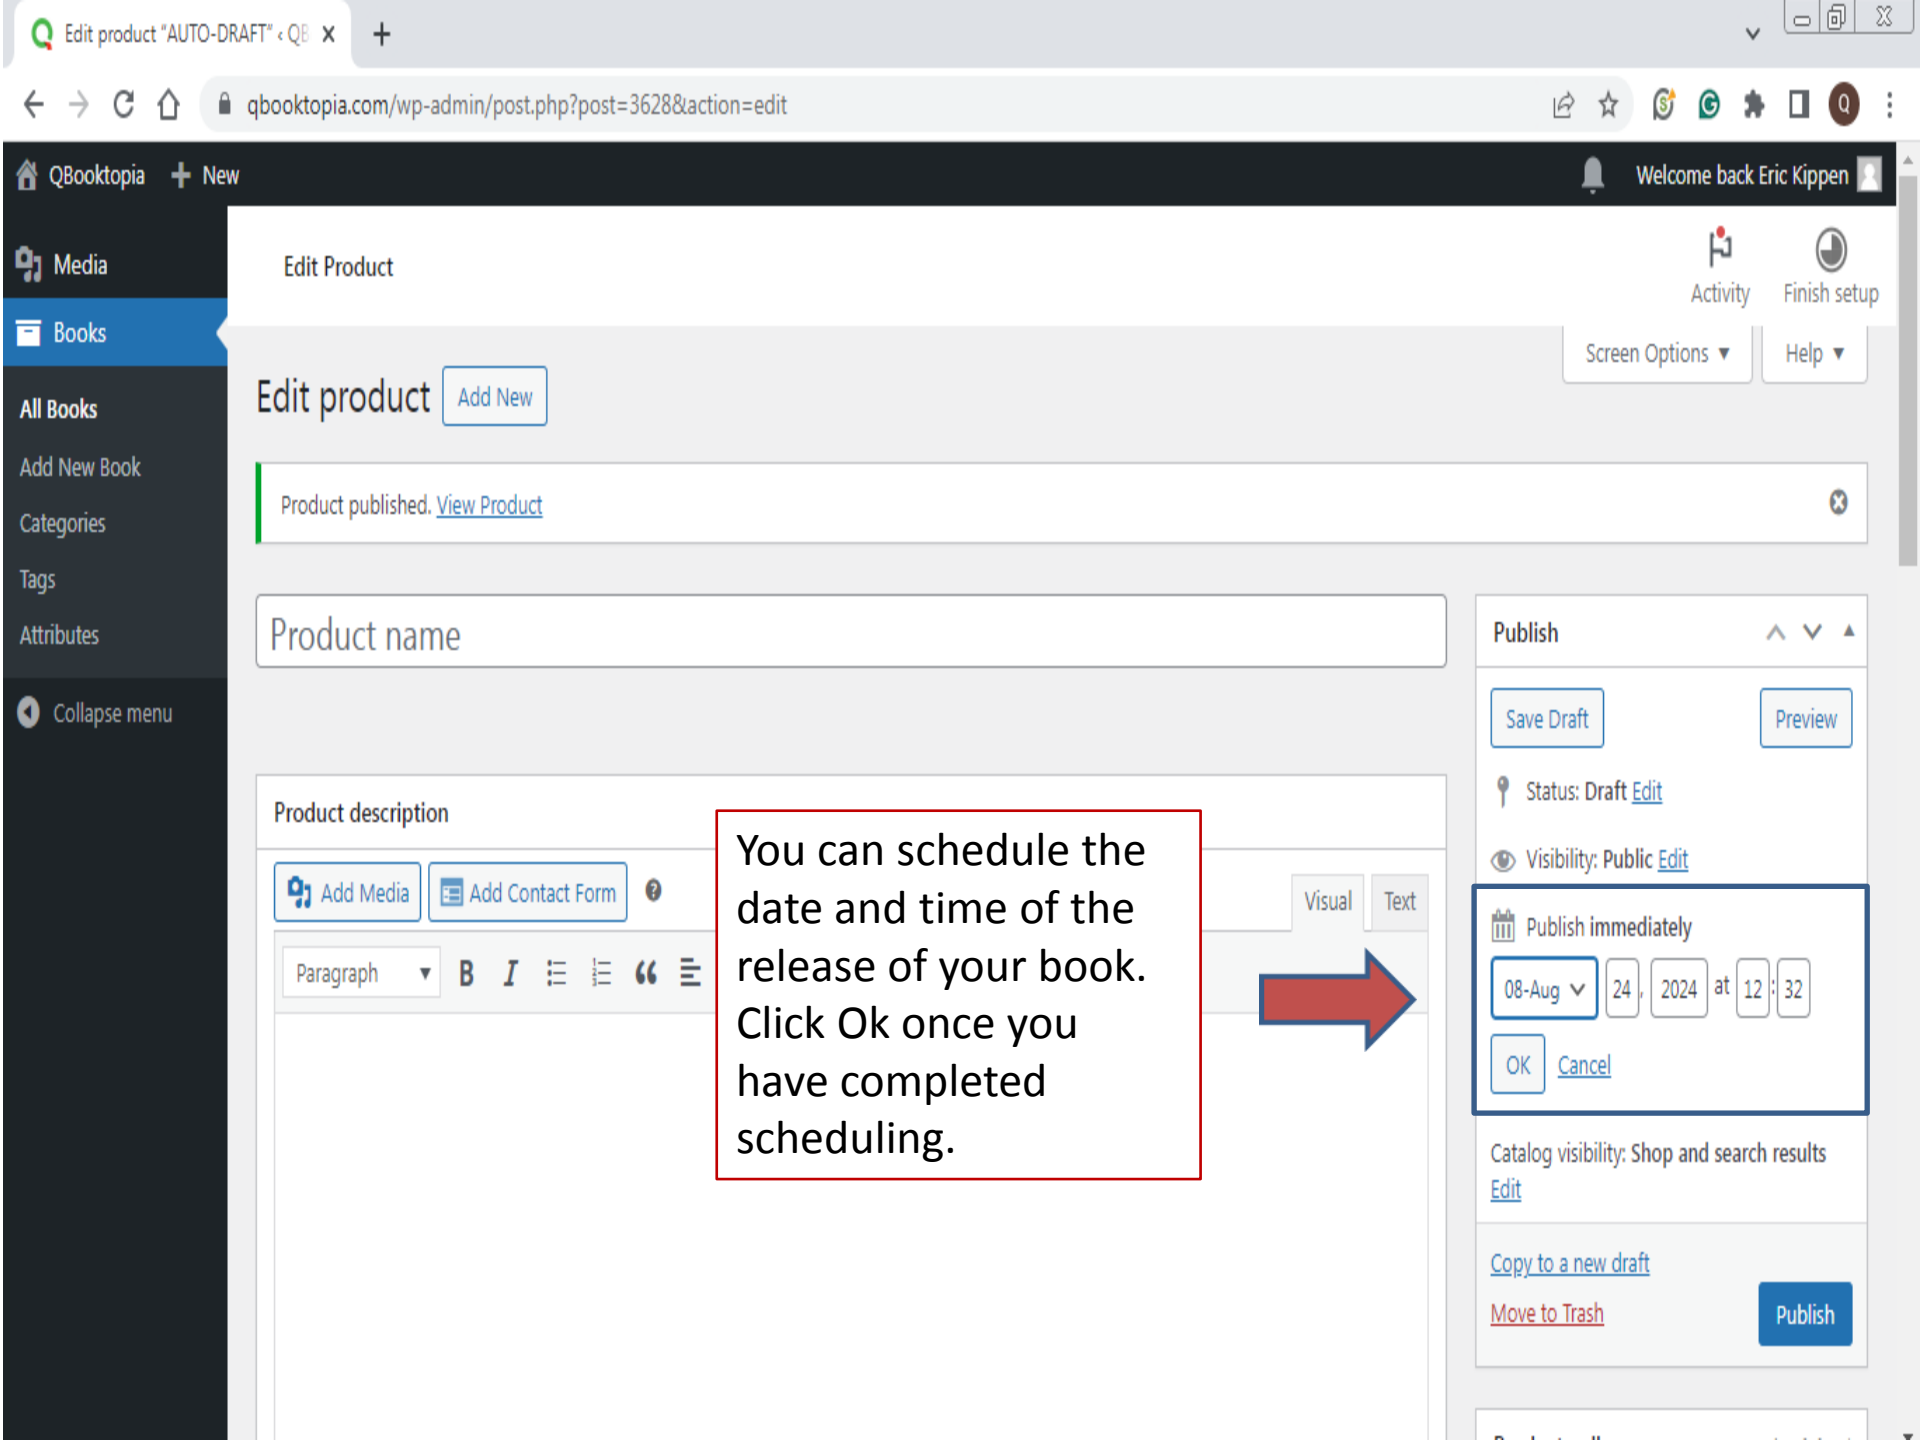 Edit product "AUTO-DRAFT" ‹ QB
qbooktopia.com/wp-admin/post.php?post=3628&action=edit
Q
QBooktopia
New
Welcome back Eric Kippen
Media
Books
All Books
Add New Book
Categories
Tags
Attributes
Collapse menu
Edit Product
Activity
Finish setup
Screen Options
Help
Edit product
Add New
Product published. View Product
Product name
Product description
Add Media
Add Contact Form
Visual
Text
Paragraph
B I
You can schedule the
date and time of the
release of your book.
Click Ok once you
have completed
scheduling.
Publish
Save Draft
Preview
Status: Draft Edit
Visibility: Public Edit
Publish immediately
08-Aug 24, 2024 at 12 : 32
OK Cancel
Catalog visibility: Shop and search results
Edit
Copy to a new draft
Move to Trash
Publish